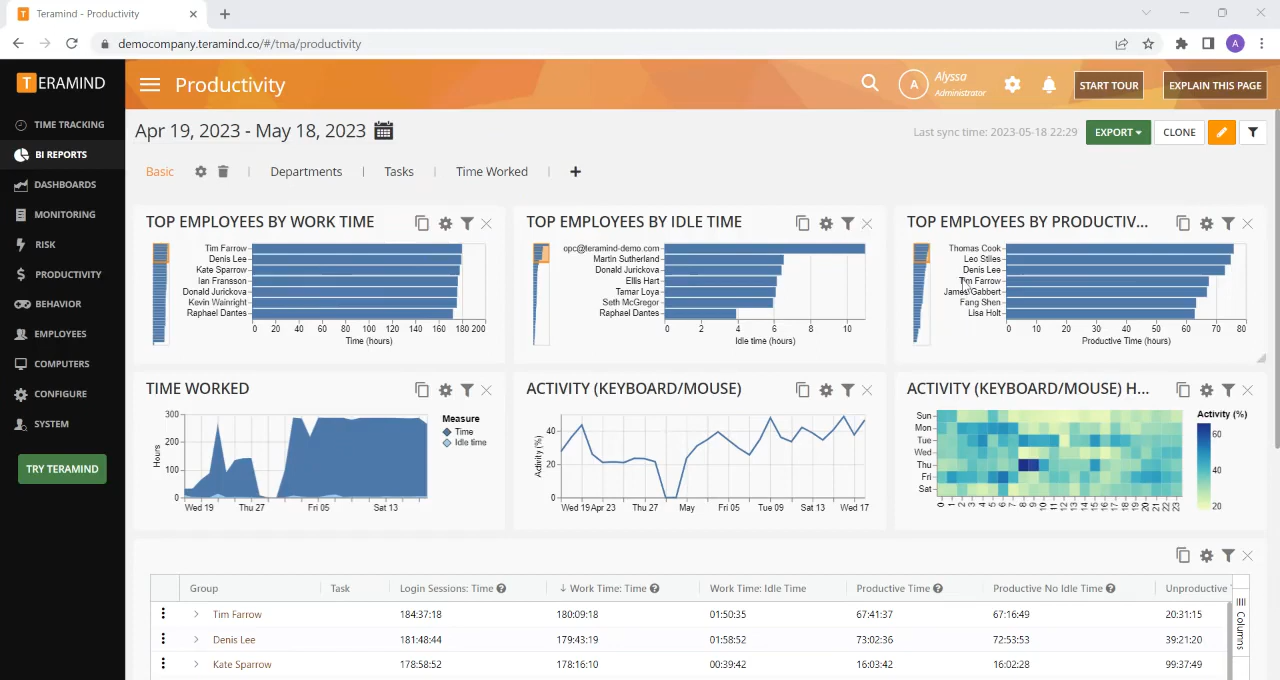 Teramind - Productivity
democompany.teramind.co/#/tma/productivity
A
TERAMIND
Productivity
A
Alyssa
Administrator
START TOUR
EXPLAIN THIS PAGE
TIME TRACKING
BI REPORTS
DASHBOARDS
MONITORING
RISK
PRODUCTIVITY
BEHAVIOR
EMPLOYEES
COMPUTERS
CONFIGURE
SYSTEM
TRY TERAMIND
Apr 19, 2023 - May 18, 2023
Last sync time: 2023-05-18 22:29
EXPORT
CLONE
Basic
Departments
Tasks
Time Worked
TOP EMPLOYEES BY WORK TIME
Tim Farrow
Denis Lee
Kate Sparrow
Ian Fransson
Donald Jurickova
Kevin Wainright
Raphael Dantes
0 20 40 60 80 100 120 140 160 180 200
Time (hours)
TOP EMPLOYEES BY IDLE TIME
opc@teramind-demo.com
Martin Sutherland
Donald Jurickova
Ellis Hart
Tamar Loya
Seth McGregor
Raphael Dantes
0 2 4 6 8 10
Idle time (hours)
TOP EMPLOYEES BY PRODUCTIV...
Thomas Cook
Leo Stiles
Denis Lee
Tim Farrow
James Gabbert
Fang Shen
Lisa Holt
0 10 20 30 40 50 60 70 80
Productive Time (hours)
TIME WORKED
300
200
100
0
Hours
Wed 19 Thu 27 Fri 05 Sat 13
Measure
Time
Idle time
ACTIVITY (KEYBOARD/MOUSE)
40
20
0
Activity (%)
Wed 19 Apr 23 Thu 27 May Fri 05 Tue 09 Sat 13 Wed 17
ACTIVITY (KEYBOARD/MOUSE) H...
Sun
Mon
Tue
Wed
Thu
Fri
Sat
0 1 2 3 4 5 6 7 8 9 10 11 12 13 14 15 16 17 18 19 20 21 22 23
Activity (%)
60
40
20
Group Task Login Sessions: Time Work Time: Time Work Time: Idle Time Productive Time Productive No Idle Time Unproductive
Tim Farrow 184:37:18 180:09:18 01:50:35 67:41:37 67:16:49 20:31:15
Denis Lee 181:48:44 179:43:19 01:58:52 73:02:36 72:53:53 39:21:20
Kate Sparrow 178:58:52 178:16:10 00:39:42 16:03:42 16:02:28 99:37:49
Columns